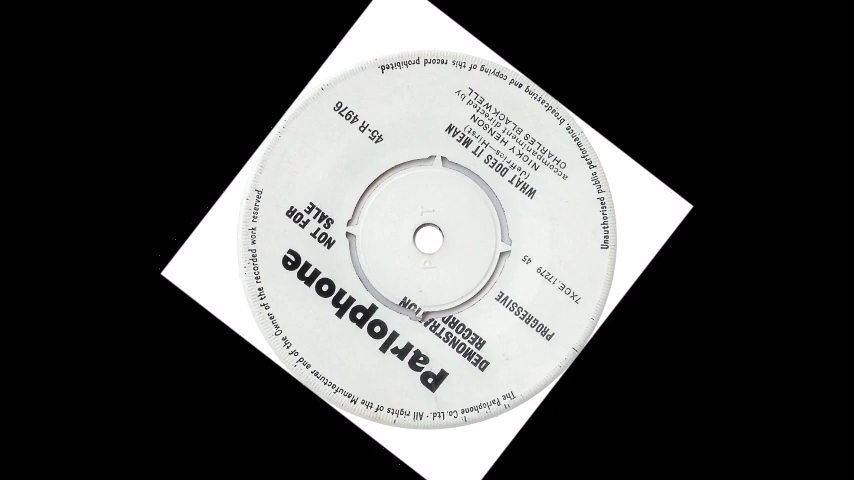 The Parlophone Co. Ltd. · All rights of the Manufacturer and of the Owner of the recorded work reserved.
Unauthorised public performance, broadcasting and copying of this record prohibited.
Parlophone
DEMONSTRATION
RECORD
NOT FOR
SALE
PROGRESSIVE
7XCE.17279 45
45-R 4976
WHAT DOES IT MEAN
(Jeffries—Hirst)
NICKY HENSON
accompaniment directed by
CHARLES BLACKWELL